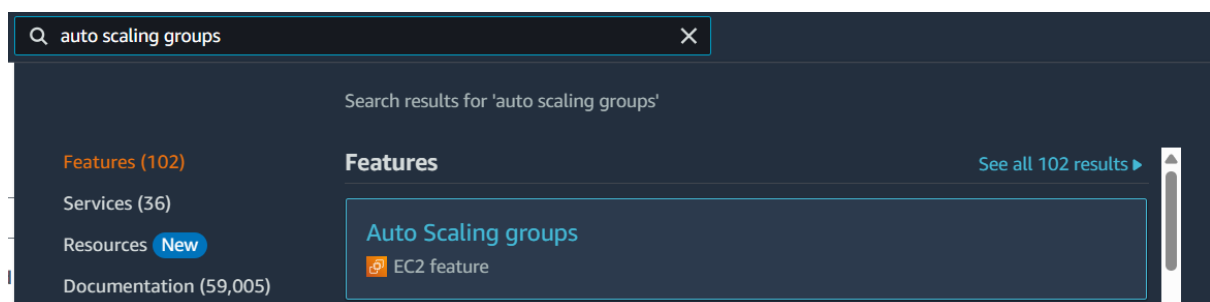 auto scaling groups
Search results for 'auto scaling groups'
Features (102)
Services (36)
Resources New
Documentation (59,005)
Features
See all 102 results
Auto Scaling groups
EC2 feature